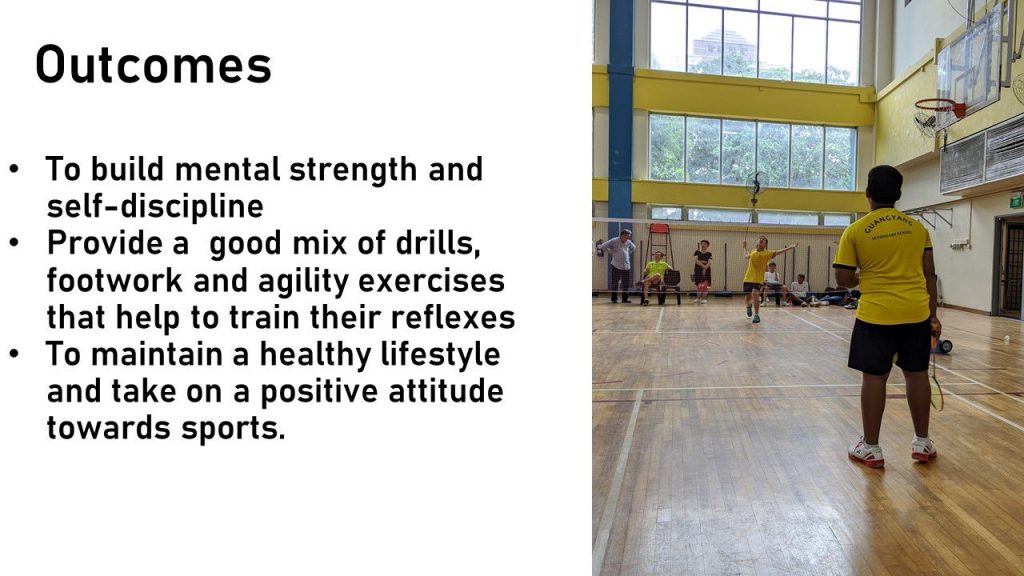 Outcomes
• To build mental strength and
self-discipline
• Provide a  good mix of drills,
footwork and agility exercises
that help to train their reflexes
• To maintain a healthy lifestyle
and take on a positive attitude
towards sports.
GUANGYANG
SECONDARY SCHOOL